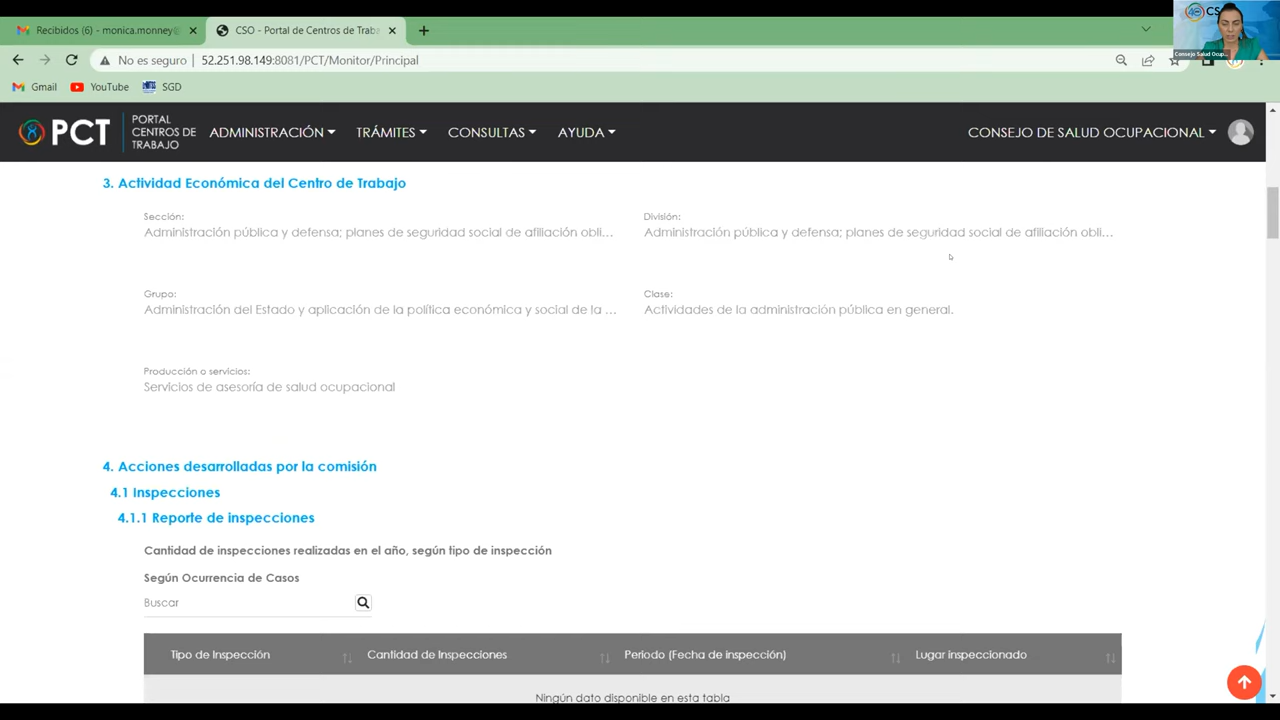 Recibidos (6) - monica.monney@
CSO - Portal de Centros de Traba
No es seguro
52.251.98.149:8081/PCT/Monitor/Principal
Gmail
YouTube
SGD
CS
Consejo Salud Ocup...
PCT
PORTAL
CENTROS DE
TRABAJO
ADMINISTRACIÓN
TRÁMITES
CONSULTAS
AYUDA
CONSEJO DE SALUD OCUPACIONAL
3. Actividad Económica del Centro de Trabajo
Sección:
Administración pública y defensa; planes de seguridad social de afiliación obli...
División:
Administración pública y defensa; planes de seguridad social de afiliación obli...
Grupo:
Administración del Estado y aplicación de la política económica y social de la ...
Clase:
Actividades de la administración pública en general.
Producción o servicios:
Servicios de asesoría de salud ocupacional
4. Acciones desarrolladas por la comisión
4.1 Inspecciones
4.1.1 Reporte de inspecciones
Cantidad de inspecciones realizadas en el año, según tipo de inspección
Según Ocurrencia de Casos
Buscar
Tipo de Inspección
Cantidad de Inspecciones
Periodo (Fecha de inspección)
Lugar inspeccionado
Ningún dato disponible en esta tabla